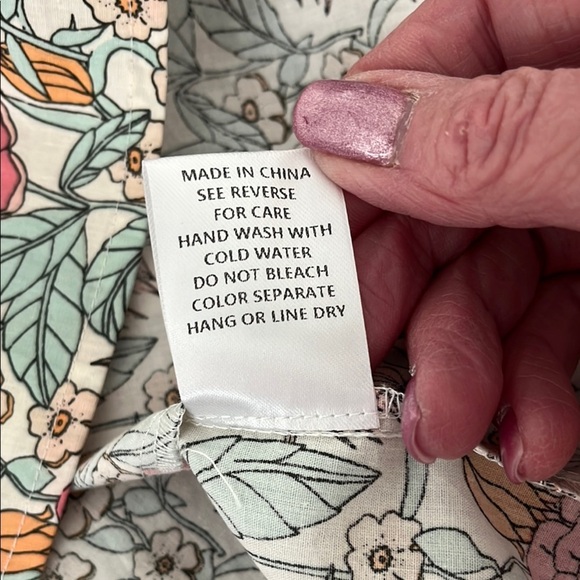 MADE IN CHINA
SEE REVERSE
FOR CARE
HAND WASH WITH
COLD WATER
DO NOT BLEACH
COLOR SEPARATE
HANG OR LINE DRY